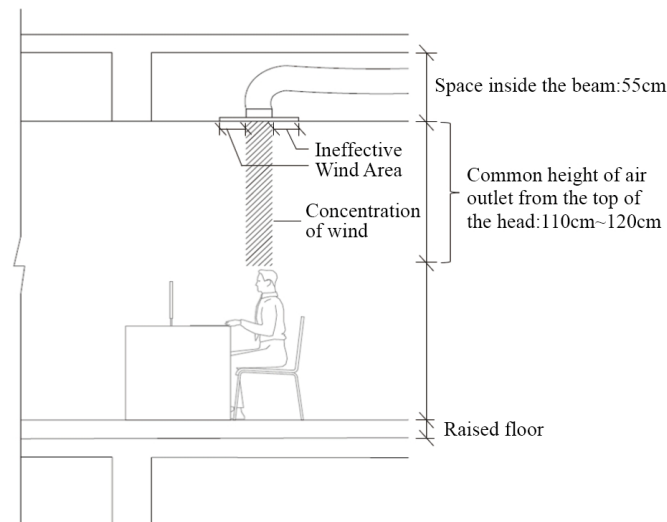 Space inside the beam:55cm
Ineffective
Wind Area
Common height of air
outlet from the top of
the head:110cm~120cm
Concentration
of wind
Raised floor